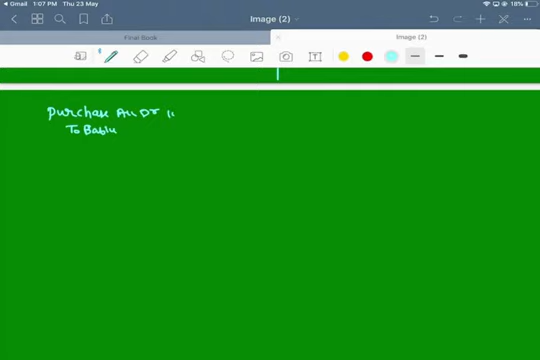 Gmail 1:07 PM Thu 23 May 18%
Image (2)
Final Book Image (2)
Purchase A/c Dr
To Bablu